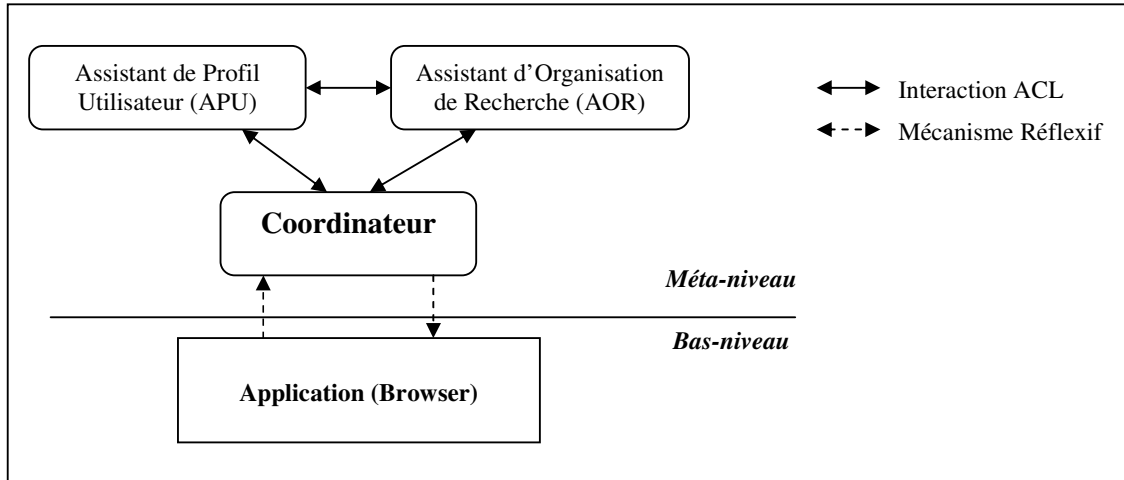 Assistant de Profil
Utilisateur (APU)
Assistant d'Organisation
de Recherche (AOR)
Interaction ACL
Mécanisme Réflexif
Coordinateur
Méta-niveau
Bas-niveau
Application (Browser)